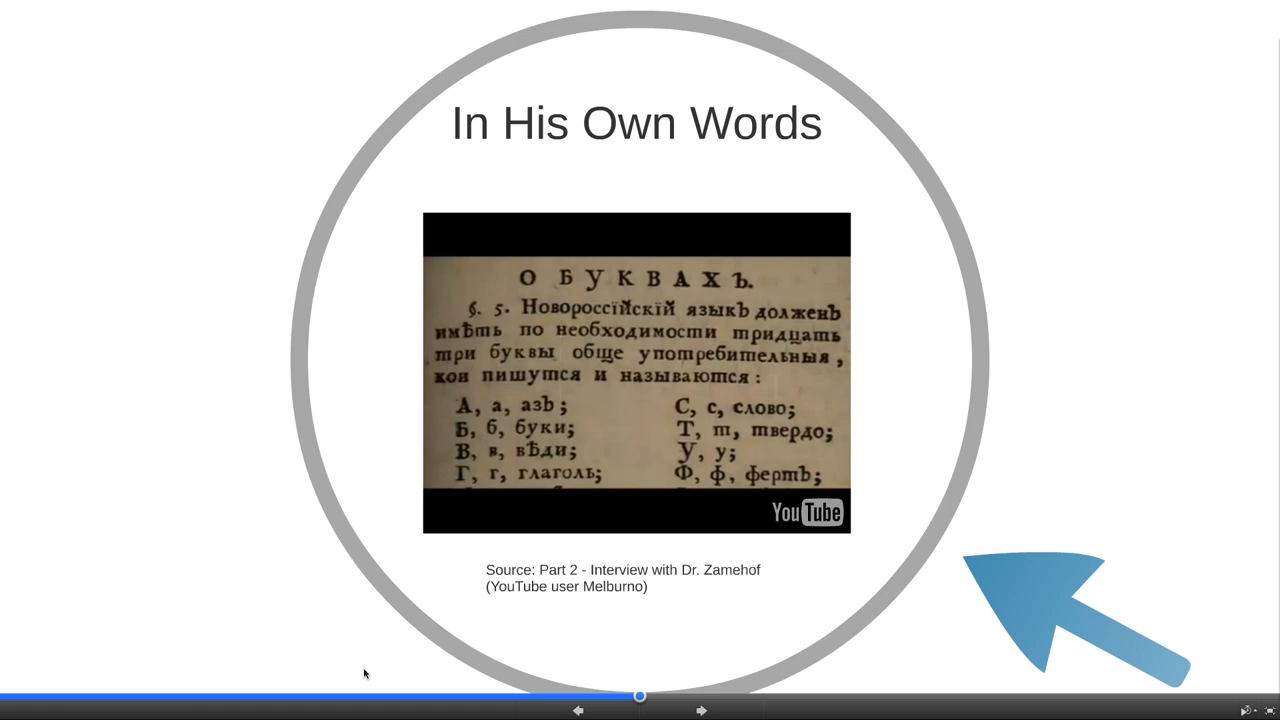 In His Own Words
О БУКВАХЪ.
§. 5. Новороссїйскїй языкъ долженъ
имѣть по необходимости тридцать
три буквы обще употребительныя,
кои пишутся и называются:
А, а, азъ; С, с, слово;
Б, б, буки; Т, т, твердо;
В, в, вѣди; У, у;
Г, г, глаголь; Ф, ф, фертъ;
YouTube
Source: Part 2 - Interview with Dr. Zamehof
(YouTube user Melburno)